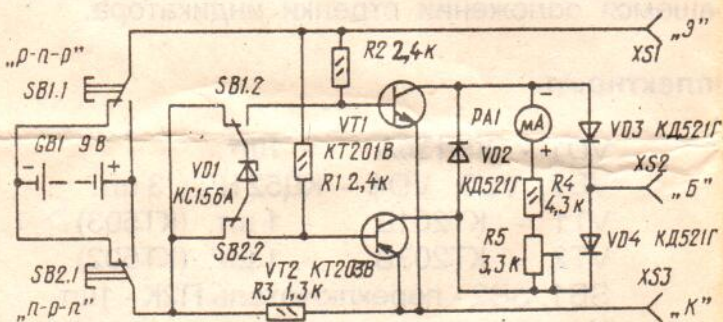 „p-n-p"
SB1.1
GB1 9 В
- +
SB2.1
„n-p-n"
SB1.2
VD1
КС156А
SB2.2
R2 2,4к
VT1
КТ201В
R1 2,4к
VT2 КТ203В
R3 1,3к
PA1
mA
- +
VD2
КД521Г
R4
4,3к
R5
3,3к
XS1 „Э"
VD3 КД521Г
XS2
„Б"
VD4 КД521Г
XS3
„К"